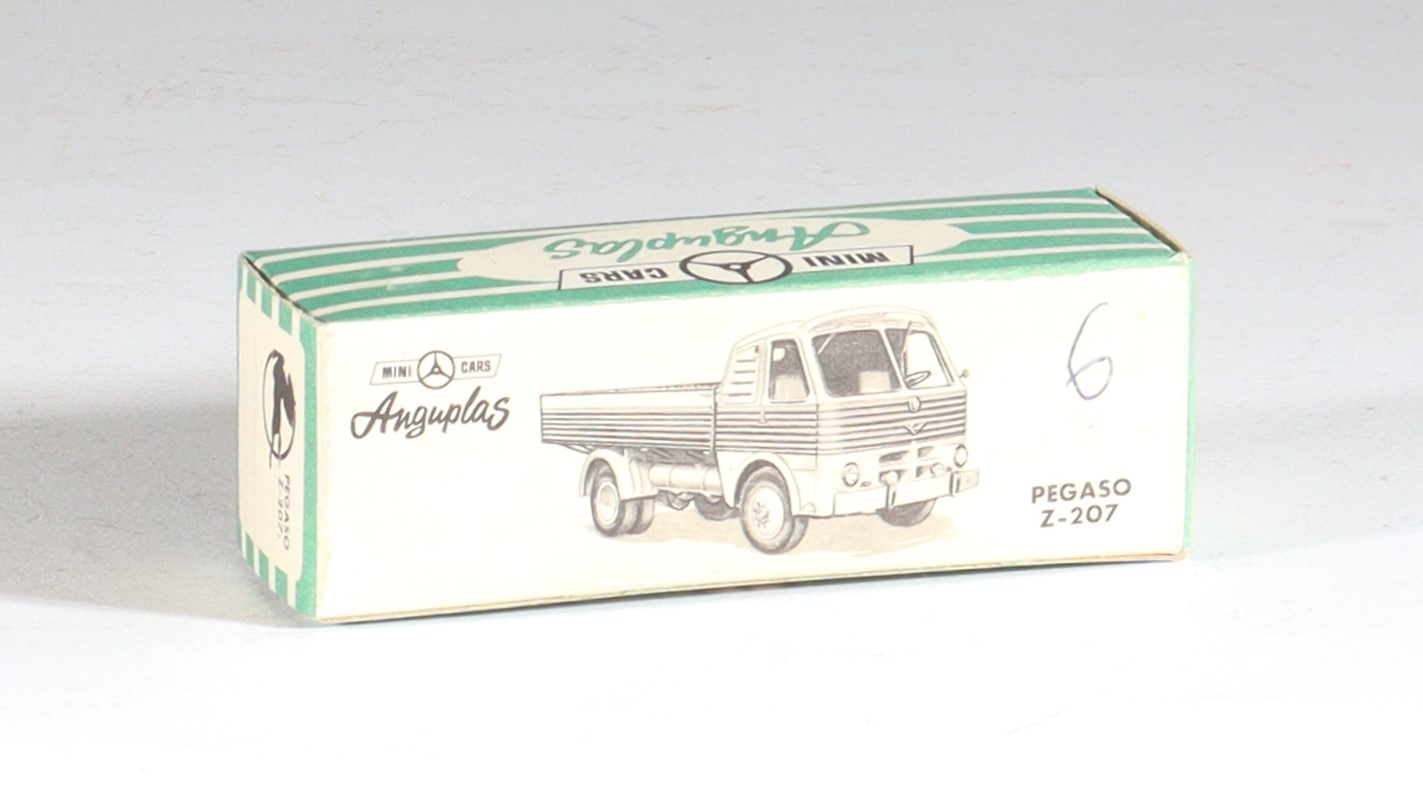 Anguplas
MINI CARS
MINI CARS
Anguplas
6
PEGASO
Z-207
PEGASO
Z-207.